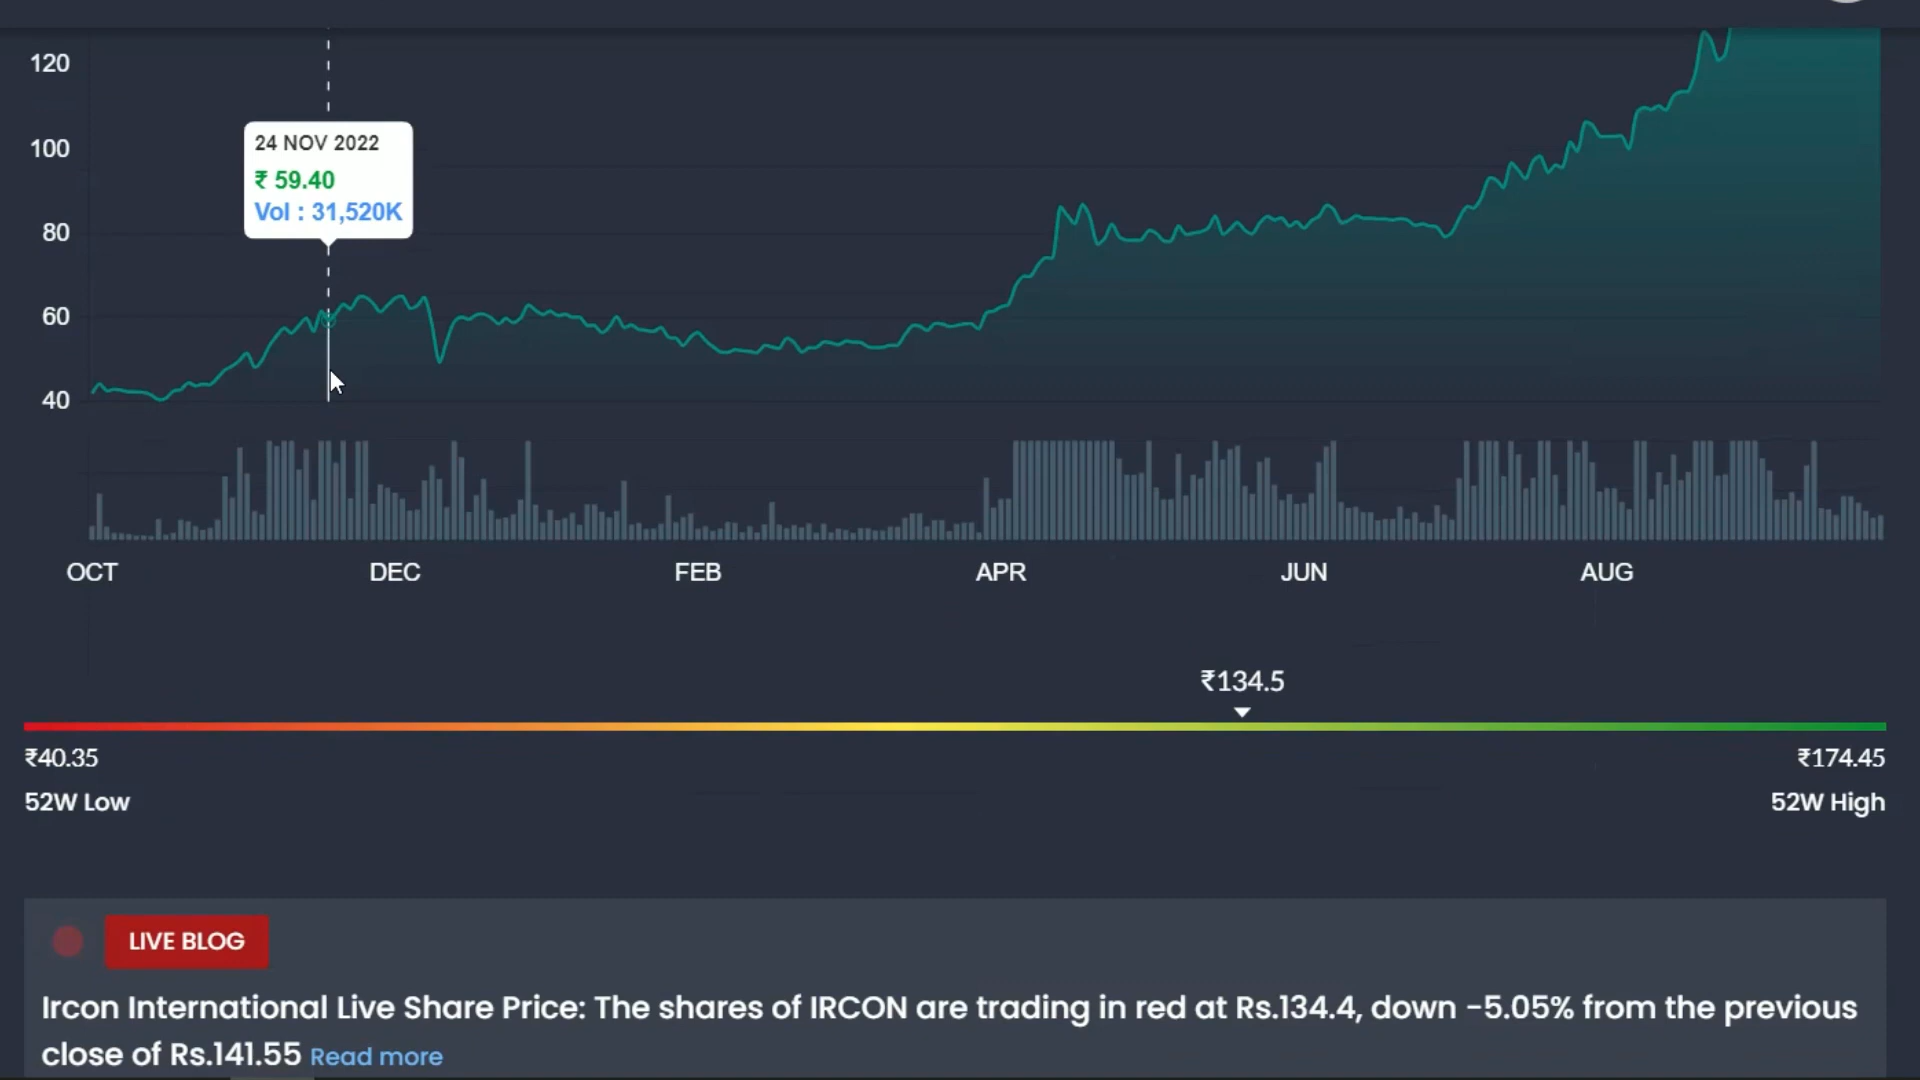 120
24 NOV 2022
₹ 59.40
Vol : 31,520K
100
80
60
40
OCT DEC FEB APR JUN AUG
₹134.5
₹40.35 ₹174.45
52W Low 52W High
LIVE BLOG
Ircon International Live Share Price: The shares of IRCON are trading in red at Rs.134.4, down -5.05% from the previous
close of Rs.141.55 Read more